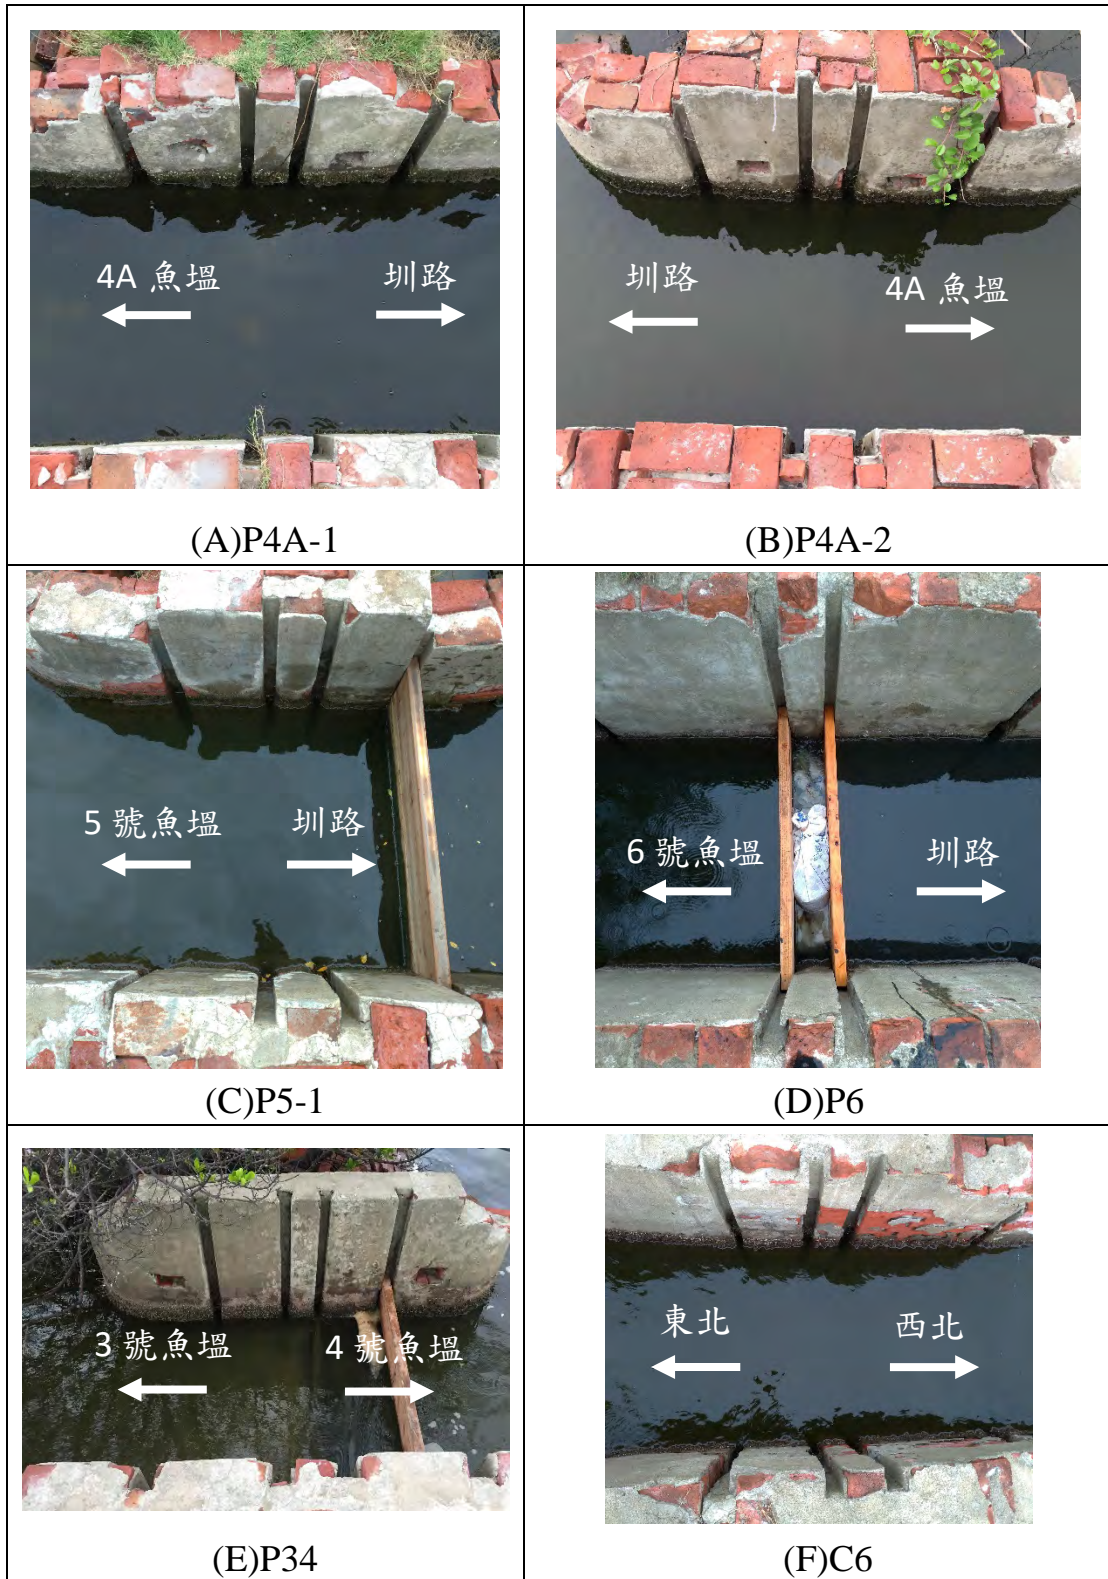 4A 魚塭 圳路
(A)P4A-1
圳路 4A 魚塭
(B)P4A-2
5 號魚塭 圳路
(C)P5-1
6 號魚塭 圳路
(D)P6
3 號魚塭 4 號魚塭
(E)P34
東北 西北
(F)C6